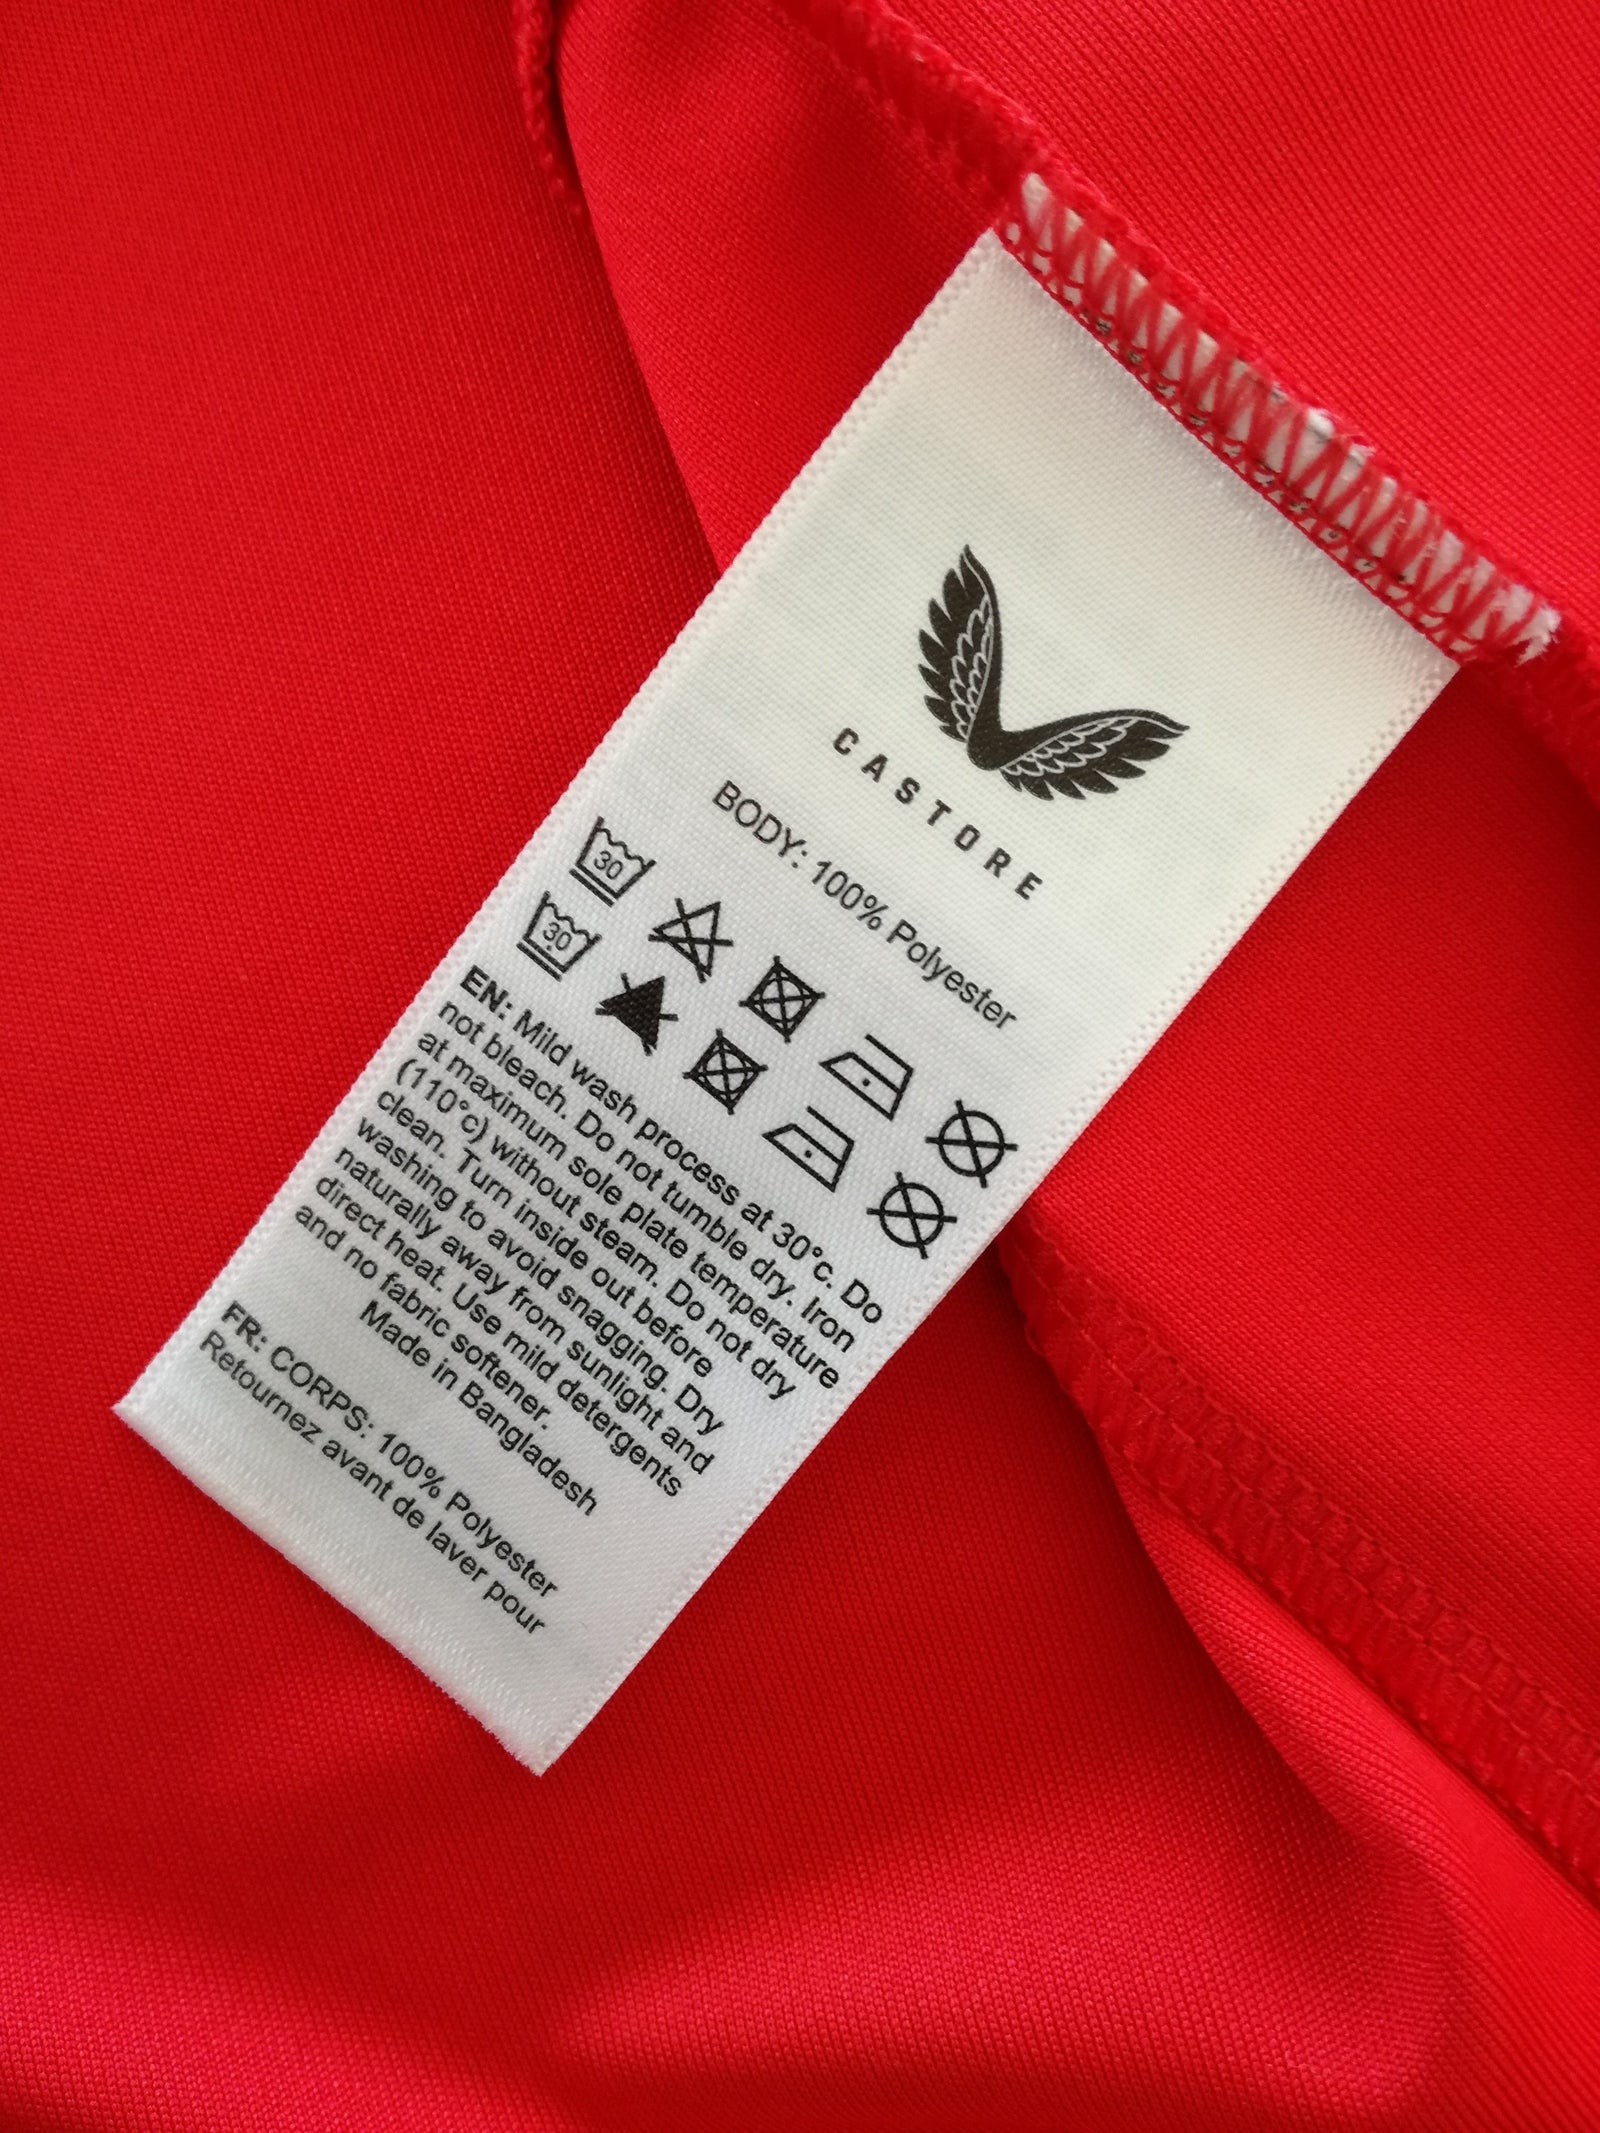 CASTORE
BODY: 100% Polyester
30
30
EN: Mild wash process at 30°c. Do
not bleach. Do not tumble dry. Iron
at maximum sole plate temperature
(110°c) without steam. Do not dry
clean. Turn inside out before
washing to avoid snagging. Dry
naturally away from sunlight and
direct heat. Use mild detergents
and no fabric softener.
Made in Bangladesh
FR: CORPS: 100% Polyester
Retournez avant de laver pour